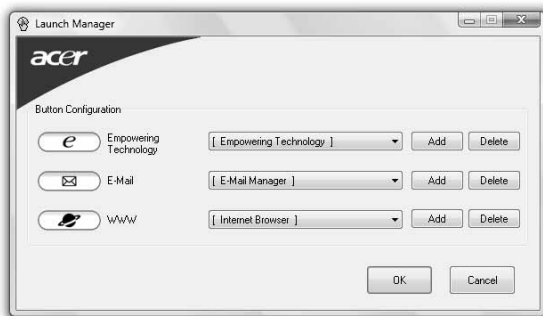 Launch Manager
acer
Button Configuration
e Empowering Technology [ Empowering Technology ] Add Delete
E-Mail [ E-Mail Manager ] Add Delete
WWW [ Internet Browser ] Add Delete
OK Cancel